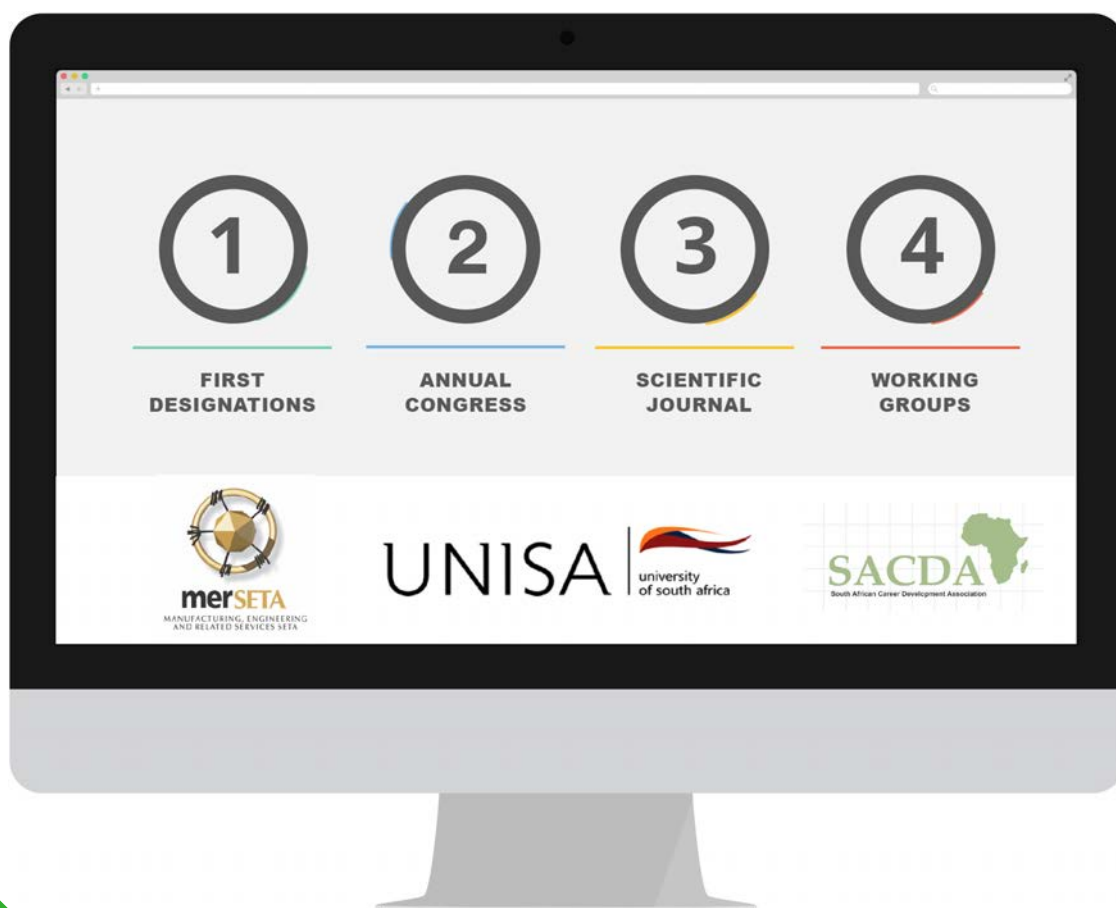 1
2
3
4
FIRST
DESIGNATIONS
ANNUAL
CONGRESS
SCIENTIFIC
JOURNAL
WORKING
GROUPS
merSETA
MANUFACTURING, ENGINEERING
AND RELATED SERVICES SETA
UNISA
university
of south africa
SACDA
South African Career Development Association